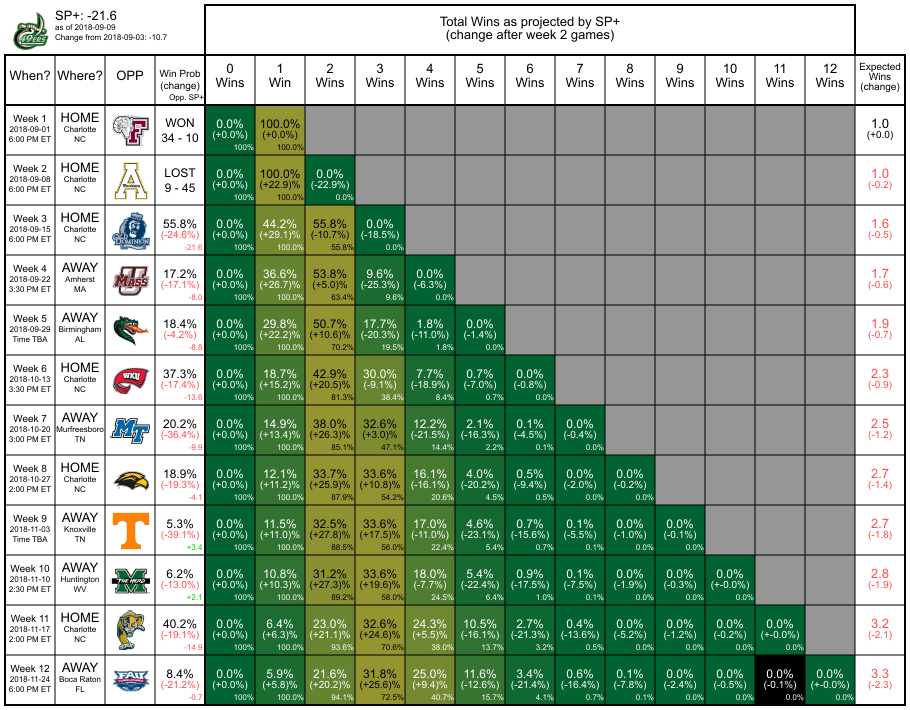 SP+: -21.6
as of 2018-09-09
Change from 2018-09-03: -10.7
49ERS
Total Wins as projected by SP+
(change after week 2 games)
When? Where? OPP Win Prob (change) Opp. SP+ 0 Wins 1 Win 2 Wins 3 Wins 4 Wins 5 Wins 6 Wins 7 Wins 8 Wins 9 Wins 10 Wins 11 Wins 12 Wins Expected Wins (change)
Week 1 HOME WON 0.0% 100.0% 1.0
2018-09-01 Charlotte 34 - 10 (+0.0%) (+0.0%) (+0.0)
6:00 PM ET NC 100% 100.0%
Week 2 HOME LOST 0.0% 100.0% 0.0% 1.0
2018-09-08 Charlotte 9 - 45 (+0.0%) (+22.9)% (-22.9%) (-0.2)
6:00 PM ET NC 100% 100.0% 0.0%
Week 3 HOME 55.8% 0.0% 44.2% 55.8% 0.0% 1.6
2018-09-15 Charlotte (-24.6%) (+0.0%) (+29.1%) (-10.7%) (-18.5%) (-0.5)
6:00 PM ET NC -21.6 100% 100.0% 55.8% 0.0%
Week 4 AWAY MASS 17.2% 0.0% 36.6% 53.8% 9.6% 0.0% 1.7
2018-09-22 Amherst (-17.1%) (+0.0%) (+26.7%) (+5.0%) (-25.3%) (-6.3%) (-0.6)
3:30 PM ET MA -8.0 100% 100.0% 63.4% 9.6% 0.0%
Week 5 AWAY 18.4% 0.0% 29.8% 50.7% 17.7% 1.8% 0.0% 1.9
2018-09-29 Birmingham (-4.2%) (+0.0%) (+22.2%) (+10.6%) (-20.3%) (-11.0%) (-1.4%) (-0.7)
Time TBA AL -8.8 100% 100.0% 70.2% 19.5% 1.8% 0.0%
Week 6 HOME WKU 37.3% 0.0% 18.7% 42.9% 30.0% 7.7% 0.7% 0.0% 2.3
2018-10-13 Charlotte (-17.4%) (+0.0%) (+15.2%) (+20.5%) (-9.1%) (-18.9%) (-7.0%) (-0.8%) (-0.9)
3:30 PM ET NC -13.6 100% 100.0% 81.3% 38.4% 8.4% 0.7% 0.0%
Week 7 AWAY MT 20.2% 0.0% 14.9% 38.0% 32.6% 12.2% 2.1% 0.1% 0.0% 2.5
2018-10-20 Murfreesboro (-36.4%) (+0.0%) (+13.4%) (+26.3%) (+3.0%) (-21.5%) (-16.3%) (-4.5%) (-0.4%) (-1.2)
3:00 PM ET TN -9.9 100% 100.0% 85.1% 47.1% 14.4% 2.2% 0.1% 0.0%
Week 8 HOME 18.9% 0.0% 12.1% 33.7% 33.6% 16.1% 4.0% 0.5% 0.0% 0.0% 2.7
2018-10-27 Charlotte (-19.3%) (+0.0%) (+11.2%) (+25.9%) (+10.8%) (-16.1%) (-20.2%) (-9.4%) (-2.0%) (-0.2%) (-1.4)
2:00 PM ET NC -4.1 100% 100.0% 87.9% 54.2% 20.6% 4.5% 0.5% 0.0% 0.0%
Week 9 AWAY T 5.3% 0.0% 11.5% 32.5% 33.6% 17.0% 4.6% 0.7% 0.1% 0.0% 0.0% 2.7
2018-11-03 Knoxville (-39.1%) (+0.0%) (+11.0%) (+27.8%) (+17.5%) (-11.0%) (-23.1%) (-15.6%) (-5.5%) (-1.0%) (-0.1%) (-1.8)
Time TBA TN +3.4 100% 100.0% 88.5% 56.0% 22.4% 5.4% 0.7% 0.1% 0.0% 0.0%
Week 10 AWAY THE HERD 6.2% 0.0% 10.8% 31.2% 33.6% 18.0% 5.4% 0.9% 0.1% 0.0% 0.0% 0.0% 2.8
2018-11-10 Huntington (-13.0%) (+0.0%) (+10.3%) (+27.3%) (+19.6%) (-7.7%) (-22.4%) (-17.5%) (-7.5%) (-1.9%) (-0.3%) (+-0.0%) (-1.9)
2:30 PM ET WV +2.1 100% 100.0% 89.2% 58.0% 24.5% 6.4% 1.0% 0.1% 0.0% 0.0% 0.0%
Week 11 HOME 40.2% 0.0% 6.4% 23.0% 32.6% 24.3% 10.5% 2.7% 0.4% 0.0% 0.0% 0.0% 0.0% 3.2
2018-11-17 Charlotte (-19.1%) (+0.0%) (+6.3%) (+21.1%) (+24.6%) (+5.5%) (-16.1%) (-21.3%) (-13.6%) (-5.2%) (-1.2%) (-0.2%) (+-0.0%) (-2.1)
2:00 PM ET NC -14.9 100% 100.0% 93.6% 70.6% 38.0% 13.7% 3.2% 0.5% 0.0% 0.0% 0.0% 0.0%
Week 12 AWAY FAU 8.4% 0.0% 5.9% 21.6% 31.8% 25.0% 11.6% 3.4% 0.6% 0.1% 0.0% 0.0% 0.0% 0.0% 3.3
2018-11-24 Boca Raton (-21.2%) (+0.0%) (+5.8%) (+20.2%) (+25.6%) (+9.4%) (-12.6%) (-21.4%) (-16.4%) (-7.8%) (-2.4%) (-0.5%) (-0.1%) (+-0.0%) (-2.3)
6:00 PM ET FL -0.7 100% 100.0% 94.1% 72.5% 40.7% 15.7% 4.1% 0.7% 0.1% 0.0% 0.0% 0.0% 0.0%